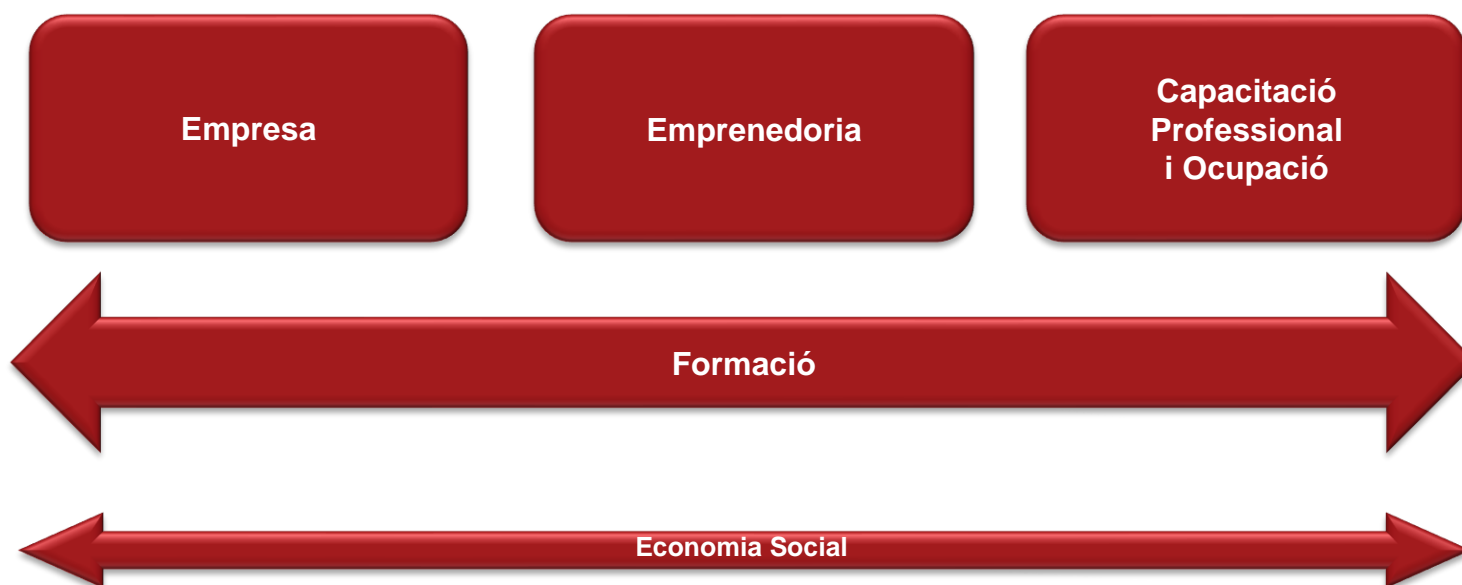 Empresa
Emprenedoria
Capacitació
Professional
i Ocupació
Formació
Economia Social